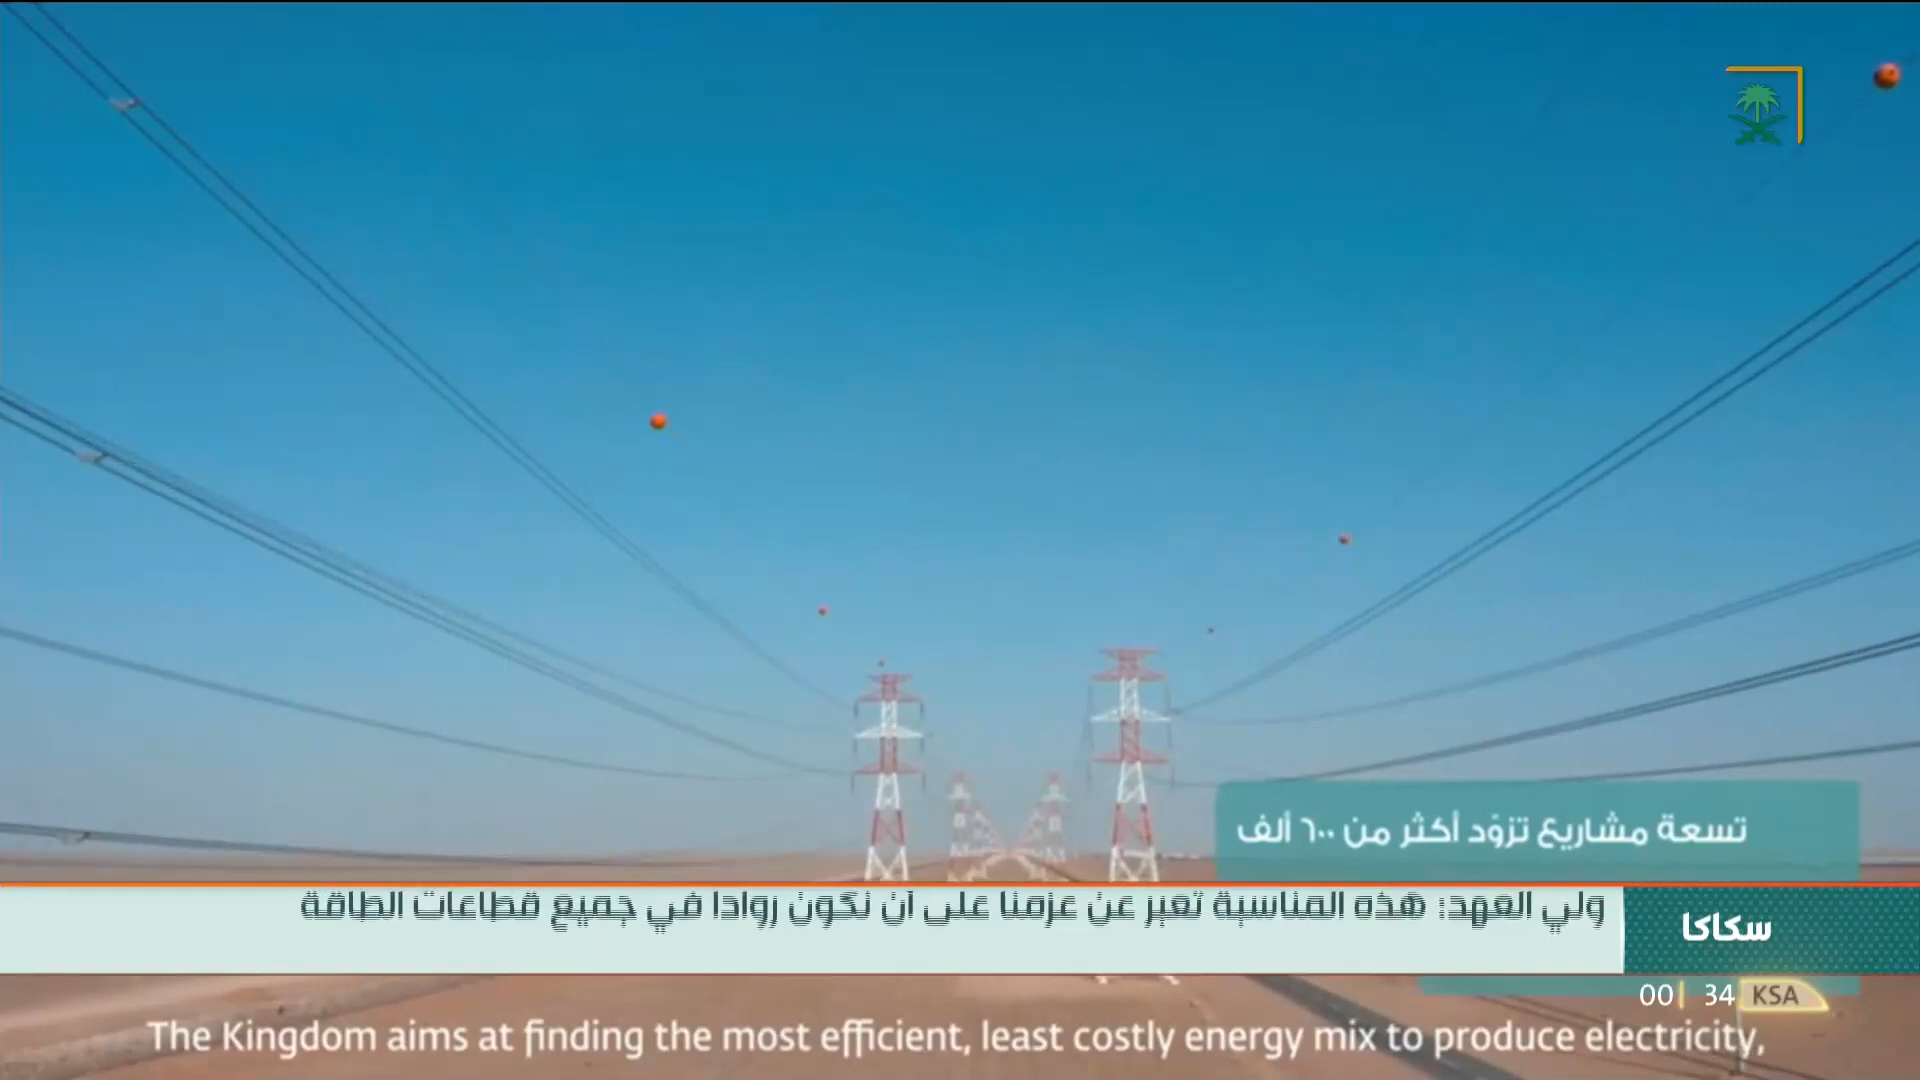 تسعة مشاريع تزوّد أكثر من ٦٠٠ ألف
ولي العهد: هذه المناسبة تعبر عن عزمنا على أن نكون روادا في جميع قطاعات الطاقة
سكاكا
00 34 KSA
The Kingdom aims at finding the most efficient, least costly energy mix to produce electricity,